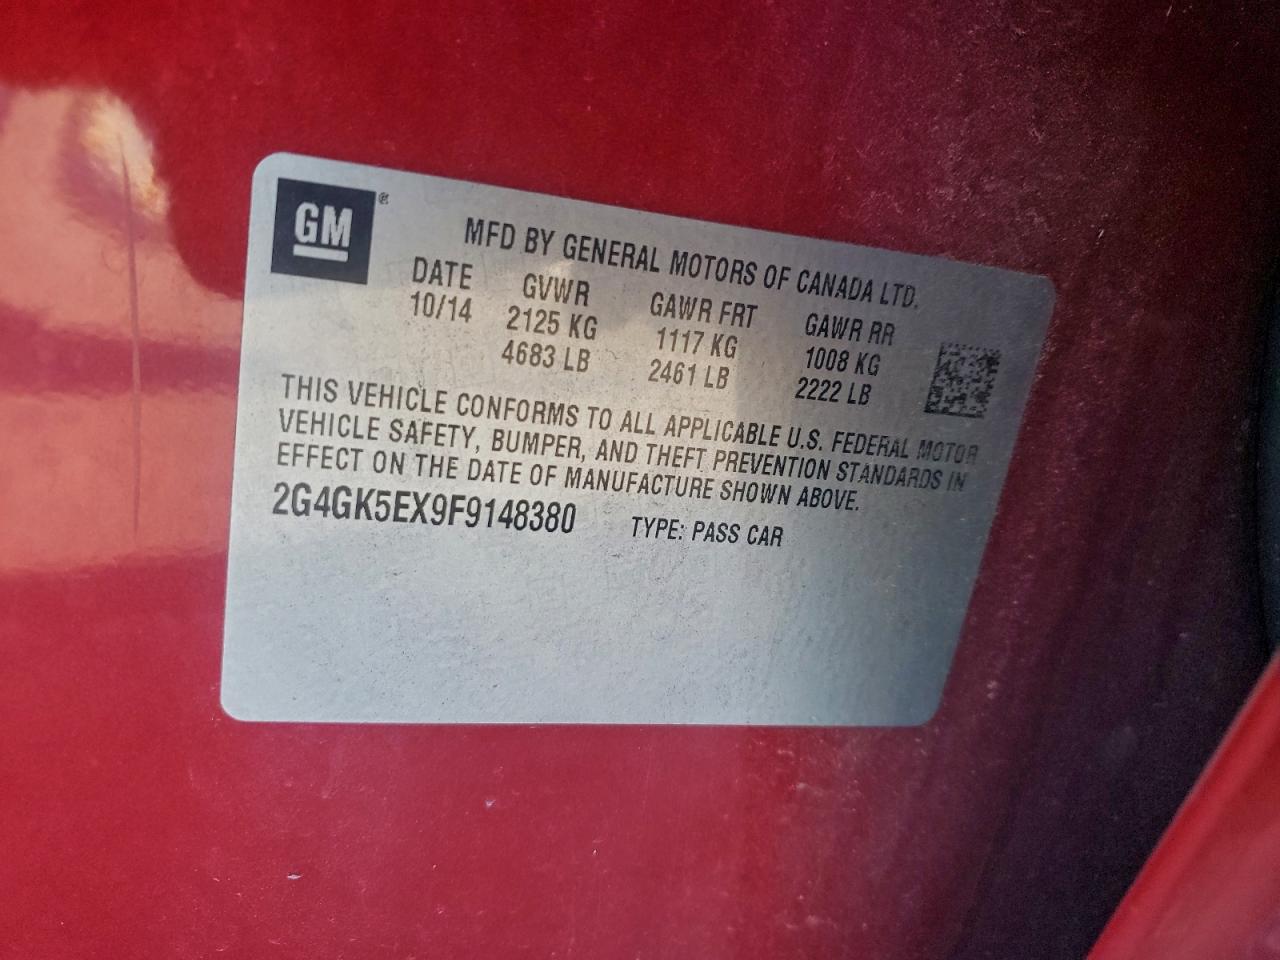 GM ®
MFD BY GENERAL MOTORS OF CANADA LTD.
DATE GVWR GAWR FRT GAWR RR
10/14 2125 KG 1117 KG 1008 KG
4683 LB 2461 LB 2222 LB
THIS VEHICLE CONFORMS TO ALL APPLICABLE U.S. FEDERAL MOTOR
VEHICLE SAFETY, BUMPER, AND THEFT PREVENTION STANDARDS IN
EFFECT ON THE DATE OF MANUFACTURE SHOWN ABOVE.
2G4GK5EX9F9148380 TYPE: PASS CAR